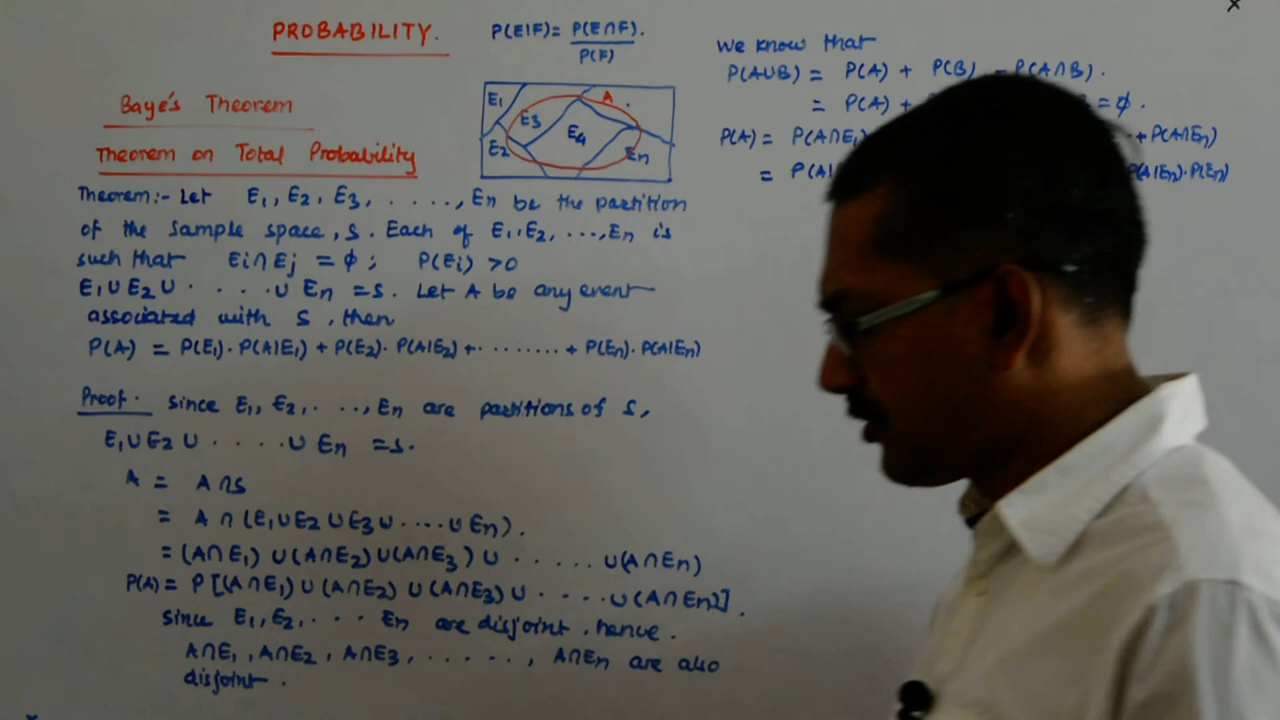 PROBABILITY.
P(E|F) = P(E∩F).
P(F)
Baye's Theorem
Theorem on Total Probability
E1
E2
E3
E4
En
A
Theorem:- Let E1, E2, E3, . . . . . ., En be the partition
of the sample space, S. Each of E1, E2, ...., En is
such that Ei∩Ej = ϕ ; P(Ei) >0
E1∪E2∪ . . . . .∪ En =S. Let A be any event
associated with S, then
P(A) = P(E1).P(A|E1) + P(E2).P(A|E2) + ......... + P(En).P(A|En)
Proof. Since E1, E2, . . .., En are partitions of S,
E1∪E2∪ . . . . .∪ En =S.
A = A∩S
= A∩(E1∪E2∪E3∪.....∪En).
= (A∩E1)∪(A∩E2)∪(A∩E3)∪ . . . . . . ∪(A∩En)
P(A) = P[(A∩E1)∪(A∩E2)∪(A∩E3)∪ . . . . .∪(A∩En)].
Since E1, E2, . . . En are disjoint, hence.
A∩E1, A∩E2, A∩E3, . . . . . . , A∩En are also
disjoint.
We know that
P(A∪B) = P(A) + P(B) - P(A∩B).
= P(A) + = ϕ.
P(A) = P(A∩E1) + P(A∩En)
= P(A| P(A|En).P(En)